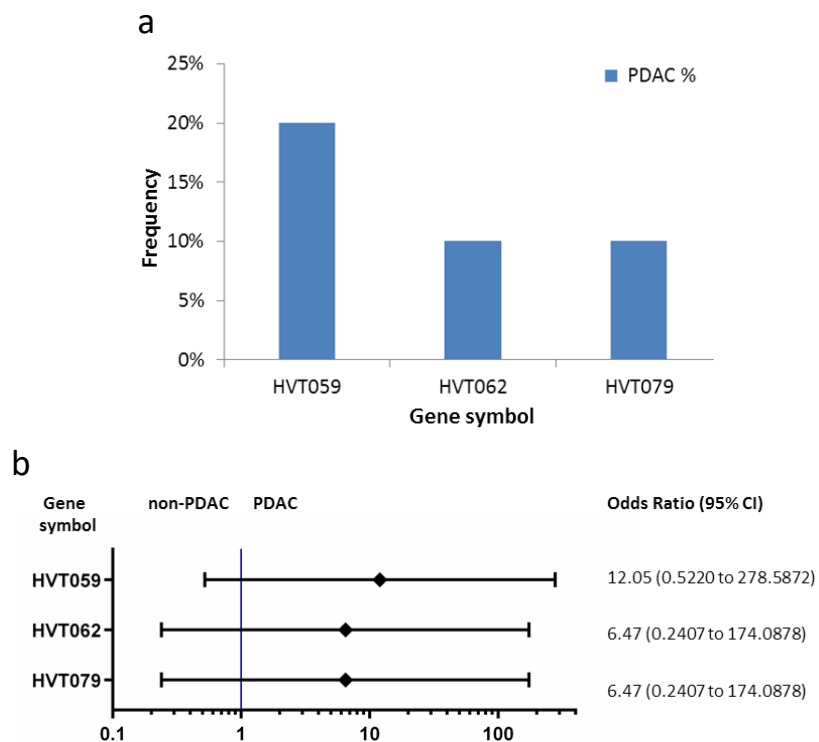 a
25%
20%
15%
10%
5%
0%
Frequency
PDAC %
HVT059 HVT062 HVT079
Gene symbol
b
Gene symbol
non-PDAC PDAC
Odds Ratio (95% CI)
HVT059 12.05 (0.5220 to 278.5872)
HVT062 6.47 (0.2407 to 174.0878)
HVT079 6.47 (0.2407 to 174.0878)
0.1 1 10 100